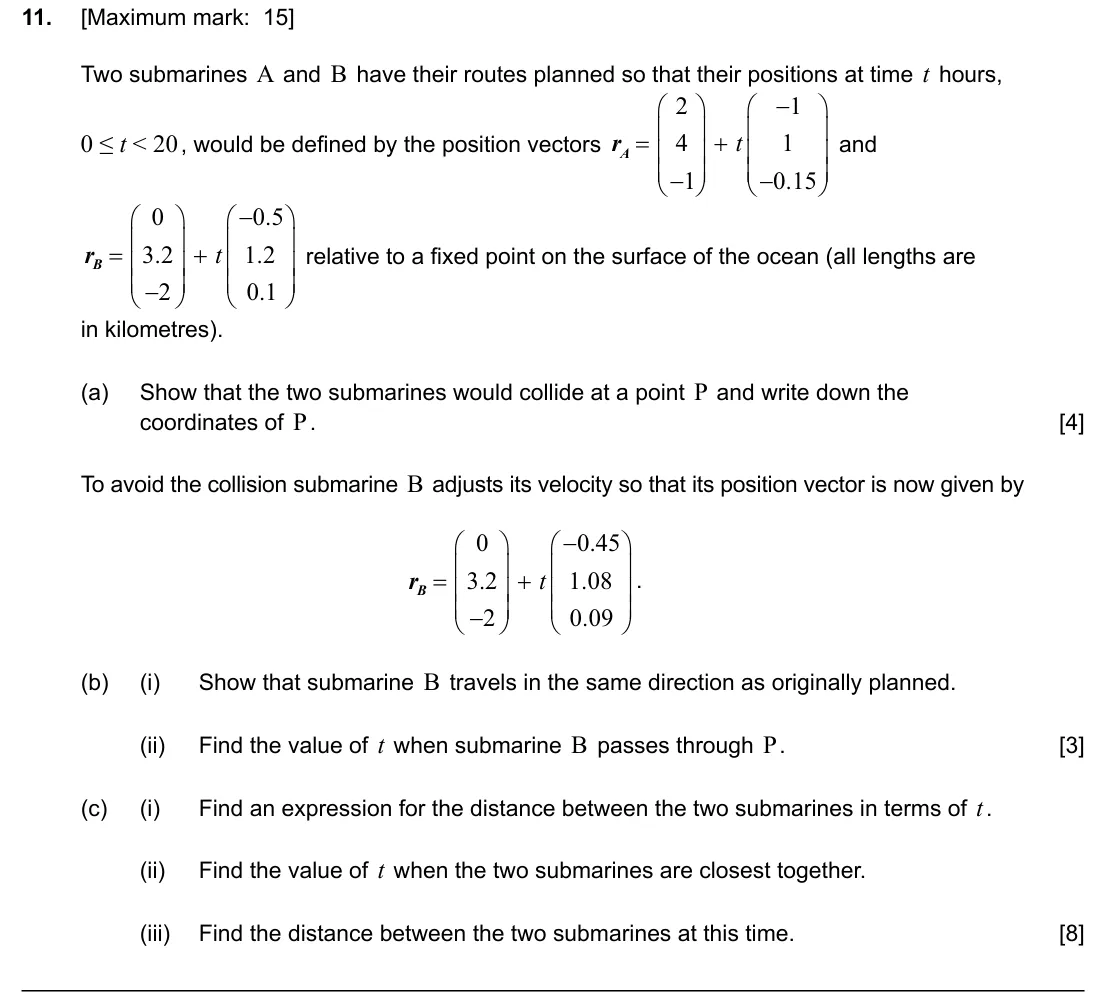 11. [Maximum mark: 15]
Two submarines A and B have their routes planned so that their positions at time t hours,
0 ≤ t < 20, would be defined by the position vectors r_A = (2, 4, −1) + t (−1, 1, −0.15) and
r_B = (0, 3.2, −2) + t (−0.5, 1.2, 0.1) relative to a fixed point on the surface of the ocean (all lengths are
in kilometres).
(a) Show that the two submarines would collide at a point P and write down the
coordinates of P. [4]
To avoid the collision submarine B adjusts its velocity so that its position vector is now given by
r_B = (0, 3.2, −2) + t (−0.45, 1.08, 0.09).
(b) (i) Show that submarine B travels in the same direction as originally planned.
(ii) Find the value of t when submarine B passes through P. [3]
(c) (i) Find an expression for the distance between the two submarines in terms of t.
(ii) Find the value of t when the two submarines are closest together.
(iii) Find the distance between the two submarines at this time. [8]